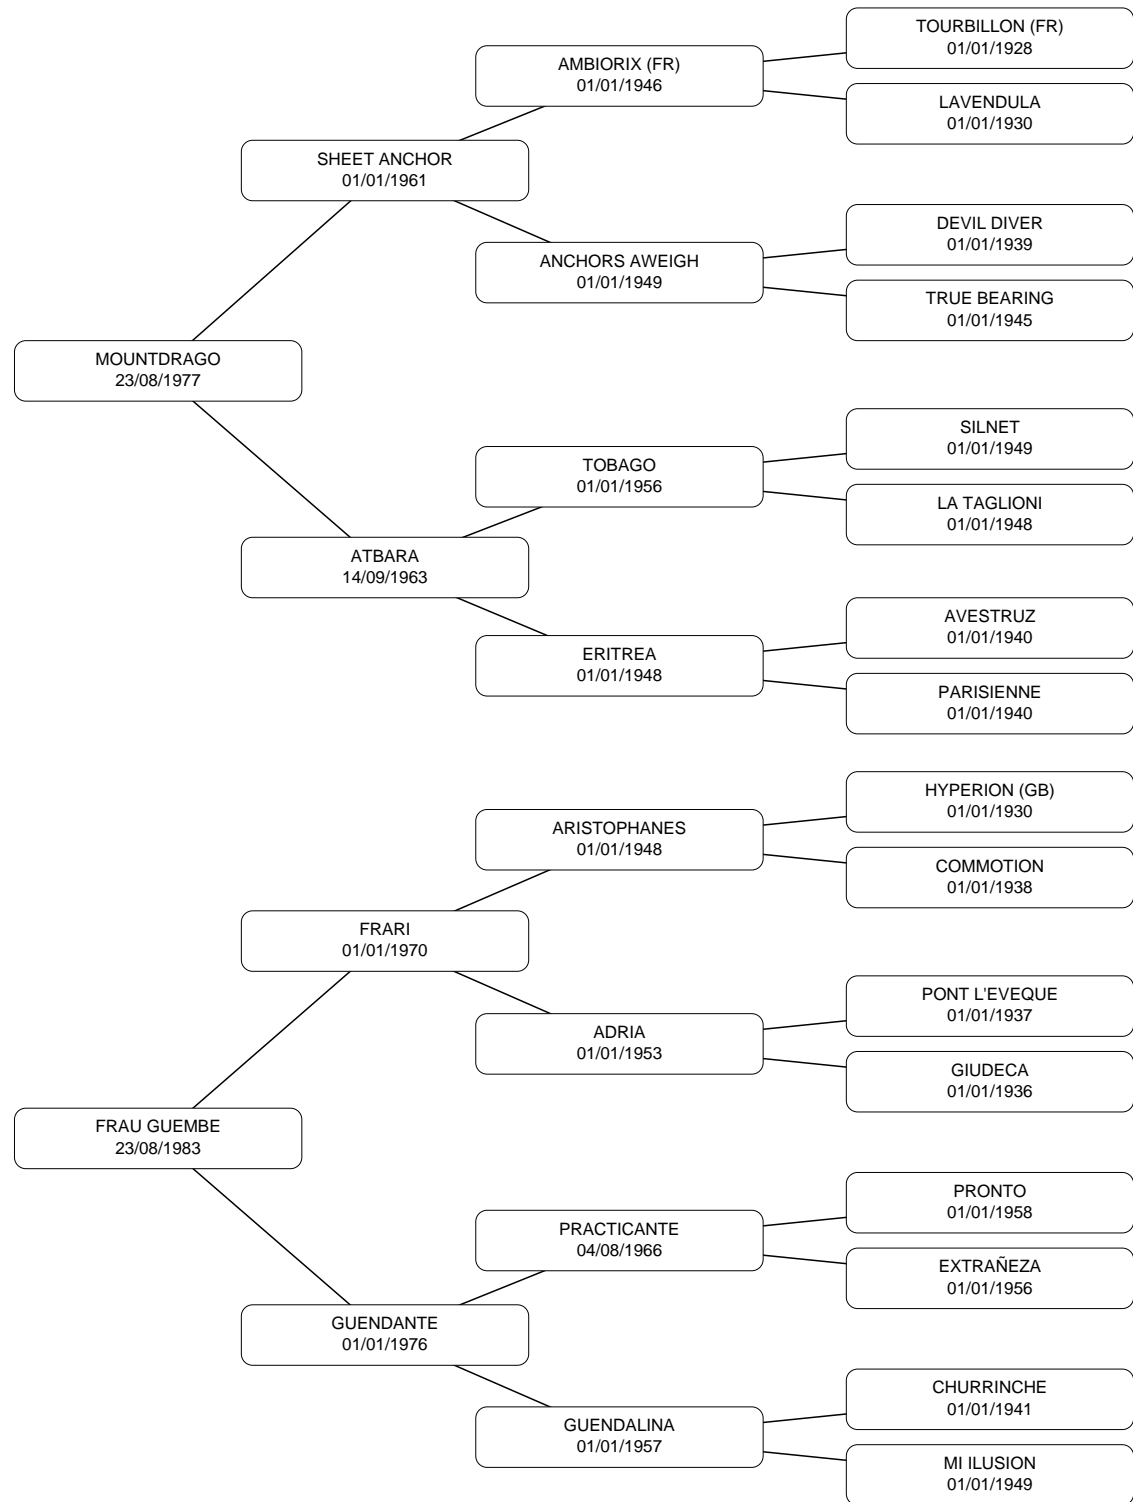 TOURBILLON (FR)
01/01/1928
AMBIORIX (FR)
01/01/1946
LAVENDULA
01/01/1930
SHEET ANCHOR
01/01/1961
DEVIL DIVER
01/01/1939
ANCHORS AWEIGH
01/01/1949
TRUE BEARING
01/01/1945
MOUNTDRAGO
23/08/1977
SILNET
01/01/1949
TOBAGO
01/01/1956
LA TAGLIONI
01/01/1948
ATBARA
14/09/1963
AVESTRUZ
01/01/1940
ERITREA
01/01/1948
PARISIENNE
01/01/1940
HYPERION (GB)
01/01/1930
ARISTOPHANES
01/01/1948
COMMOTION
01/01/1938
FRARI
01/01/1970
PONT L'EVEQUE
01/01/1937
ADRIA
01/01/1953
GIUDECA
01/01/1936
FRAU GUEMBE
23/08/1983
PRONTO
01/01/1958
PRACTICANTE
04/08/1966
EXTRAÑEZA
01/01/1956
GUENDANTE
01/01/1976
CHURRINCHE
01/01/1941
GUENDALINA
01/01/1957
MI ILUSION
01/01/1949